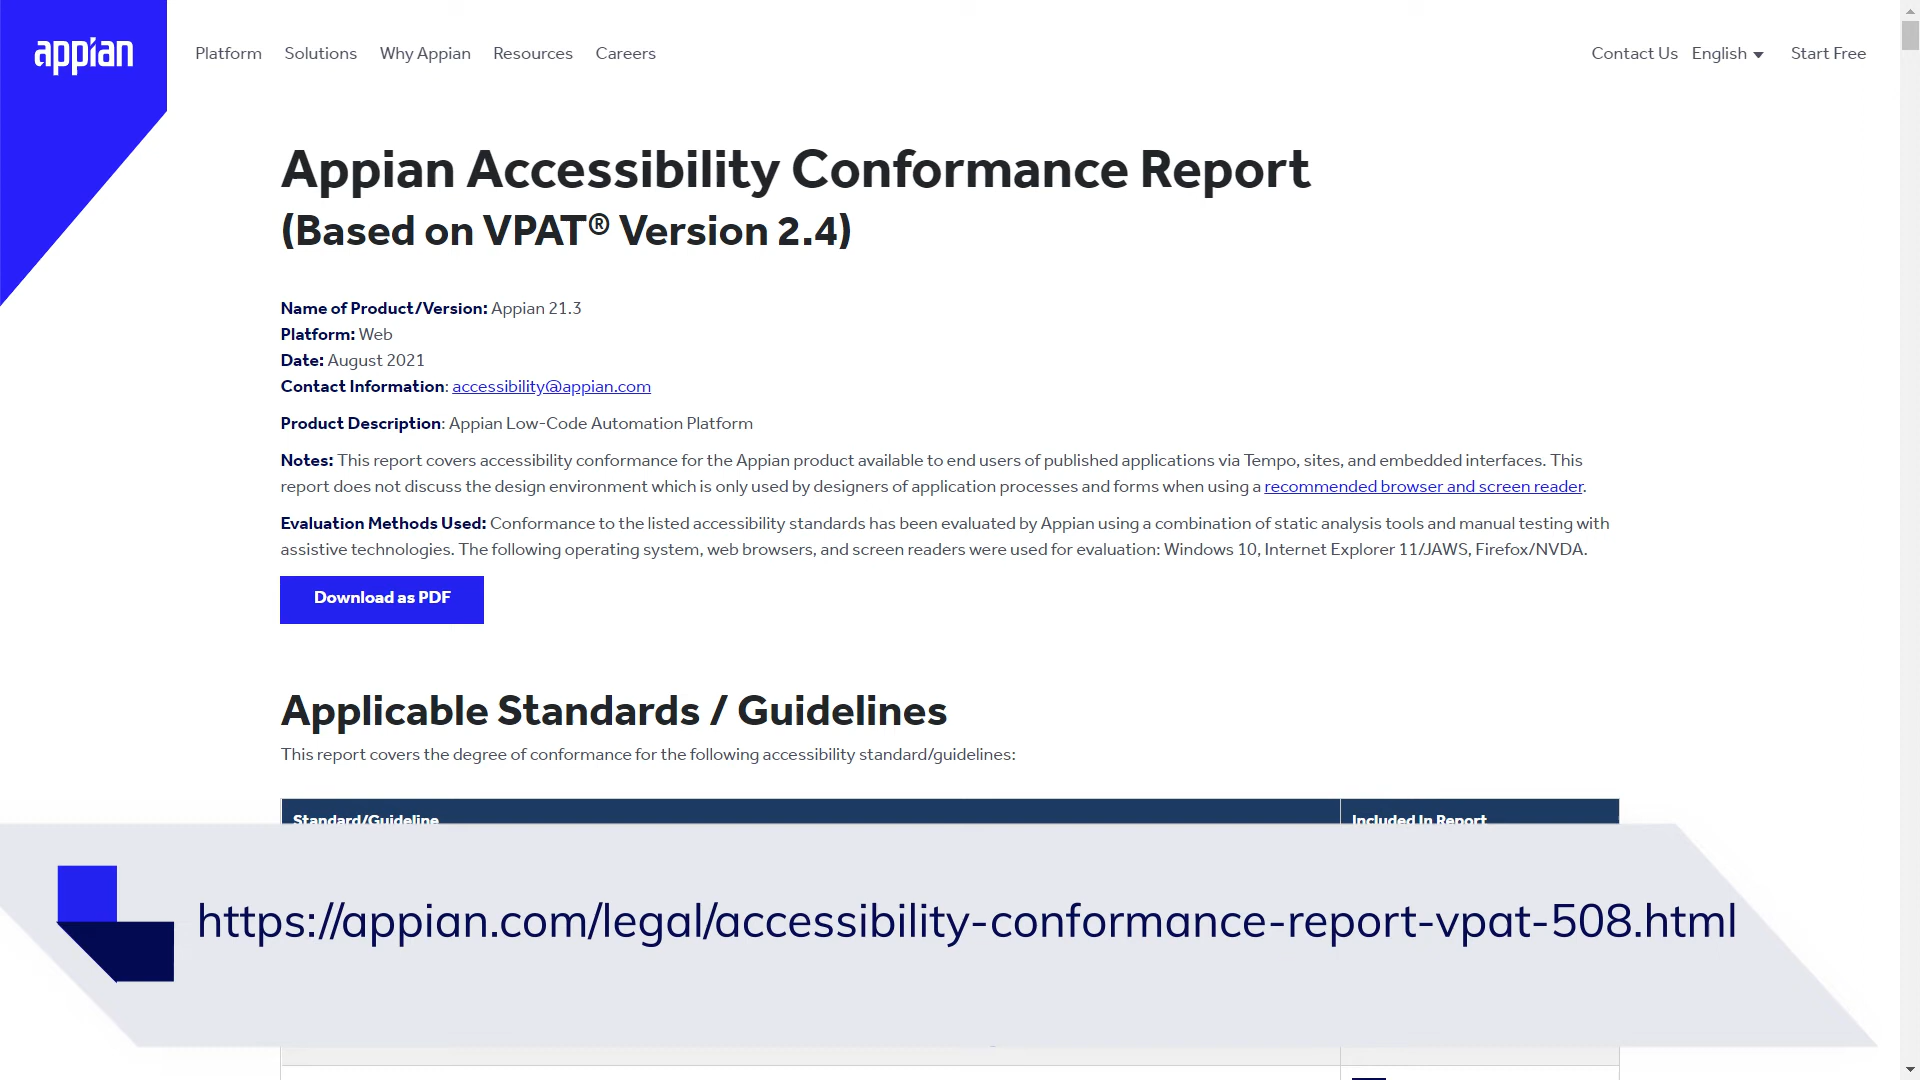 appian
Platform Solutions Why Appian Resources Careers
Contact Us English Start Free
Appian Accessibility Conformance Report
(Based on VPAT® Version 2.4)
Name of Product/Version: Appian 21.3
Platform: Web
Date: August 2021
Contact Information: accessibility@appian.com
Product Description: Appian Low-Code Automation Platform
Notes: This report covers accessibility conformance for the Appian product available to end users of published applications via Tempo, sites, and embedded interfaces. This
report does not discuss the design environment which is only used by designers of application processes and forms when using a recommended browser and screen reader.
Evaluation Methods Used: Conformance to the listed accessibility standards has been evaluated by Appian using a combination of static analysis tools and manual testing with
assistive technologies. The following operating system, web browsers, and screen readers were used for evaluation: Windows 10, Internet Explorer 11/JAWS, Firefox/NVDA.
Download as PDF
Applicable Standards / Guidelines
This report covers the degree of conformance for the following accessibility standard/guidelines:
Standard/Guideline Included In Report
https://appian.com/legal/accessibility-conformance-report-vpat-508.html